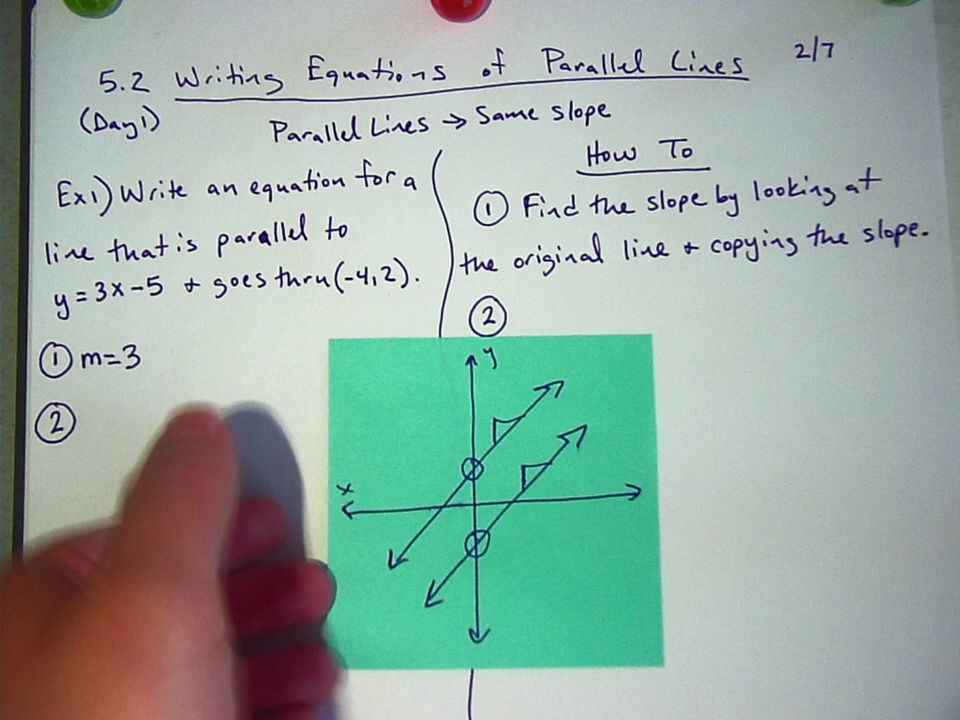 5.2 Writing Equations of Parallel Lines 2/7
(Day 1) Parallel Lines → Same slope
Ex1) Write an equation for a
line that is parallel to
y = 3x - 5 + goes thru (-4, 2).
① m=3
②
How To
① Find the slope by looking at
the original line + copying the slope.
②
y
x